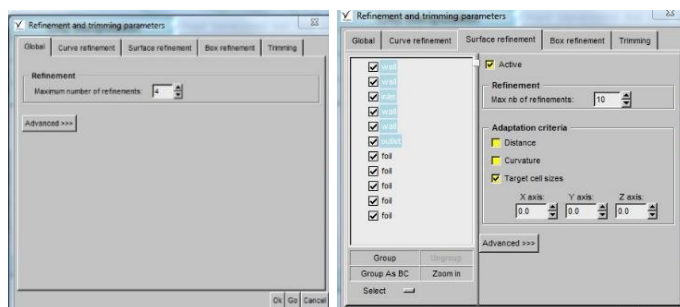 Refinement and trimming parameters
Global Curve refinement Surface refinement Box refinement Trimming
Refinement
Maximum number of refinements: 4
Advanced >>>
Ok Go Cancel
Refinement and trimming parameters
Global Curve refinement Surface refinement Box refinement Trimming
wall
wall
inlet
wall
wall
outlet
foil
foil
foil
foil
foil
Group Ungroup
Group As BC Zoom in
Select
Active
Refinement
Max nb of refinements: 10
Adaptation criteria
Distance
Curvature
Target cell sizes
X axis: Y axis: Z axis:
0.0 0.0 0.0
Advanced >>>